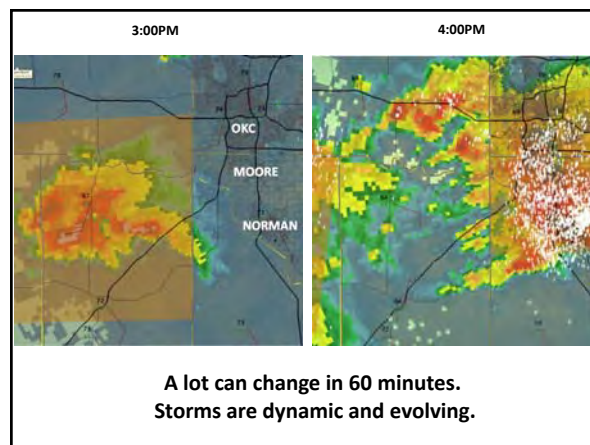 3:00PM
4:00PM
OKC
MOORE
NORMAN
A lot can change in 60 minutes.
Storms are dynamic and evolving.